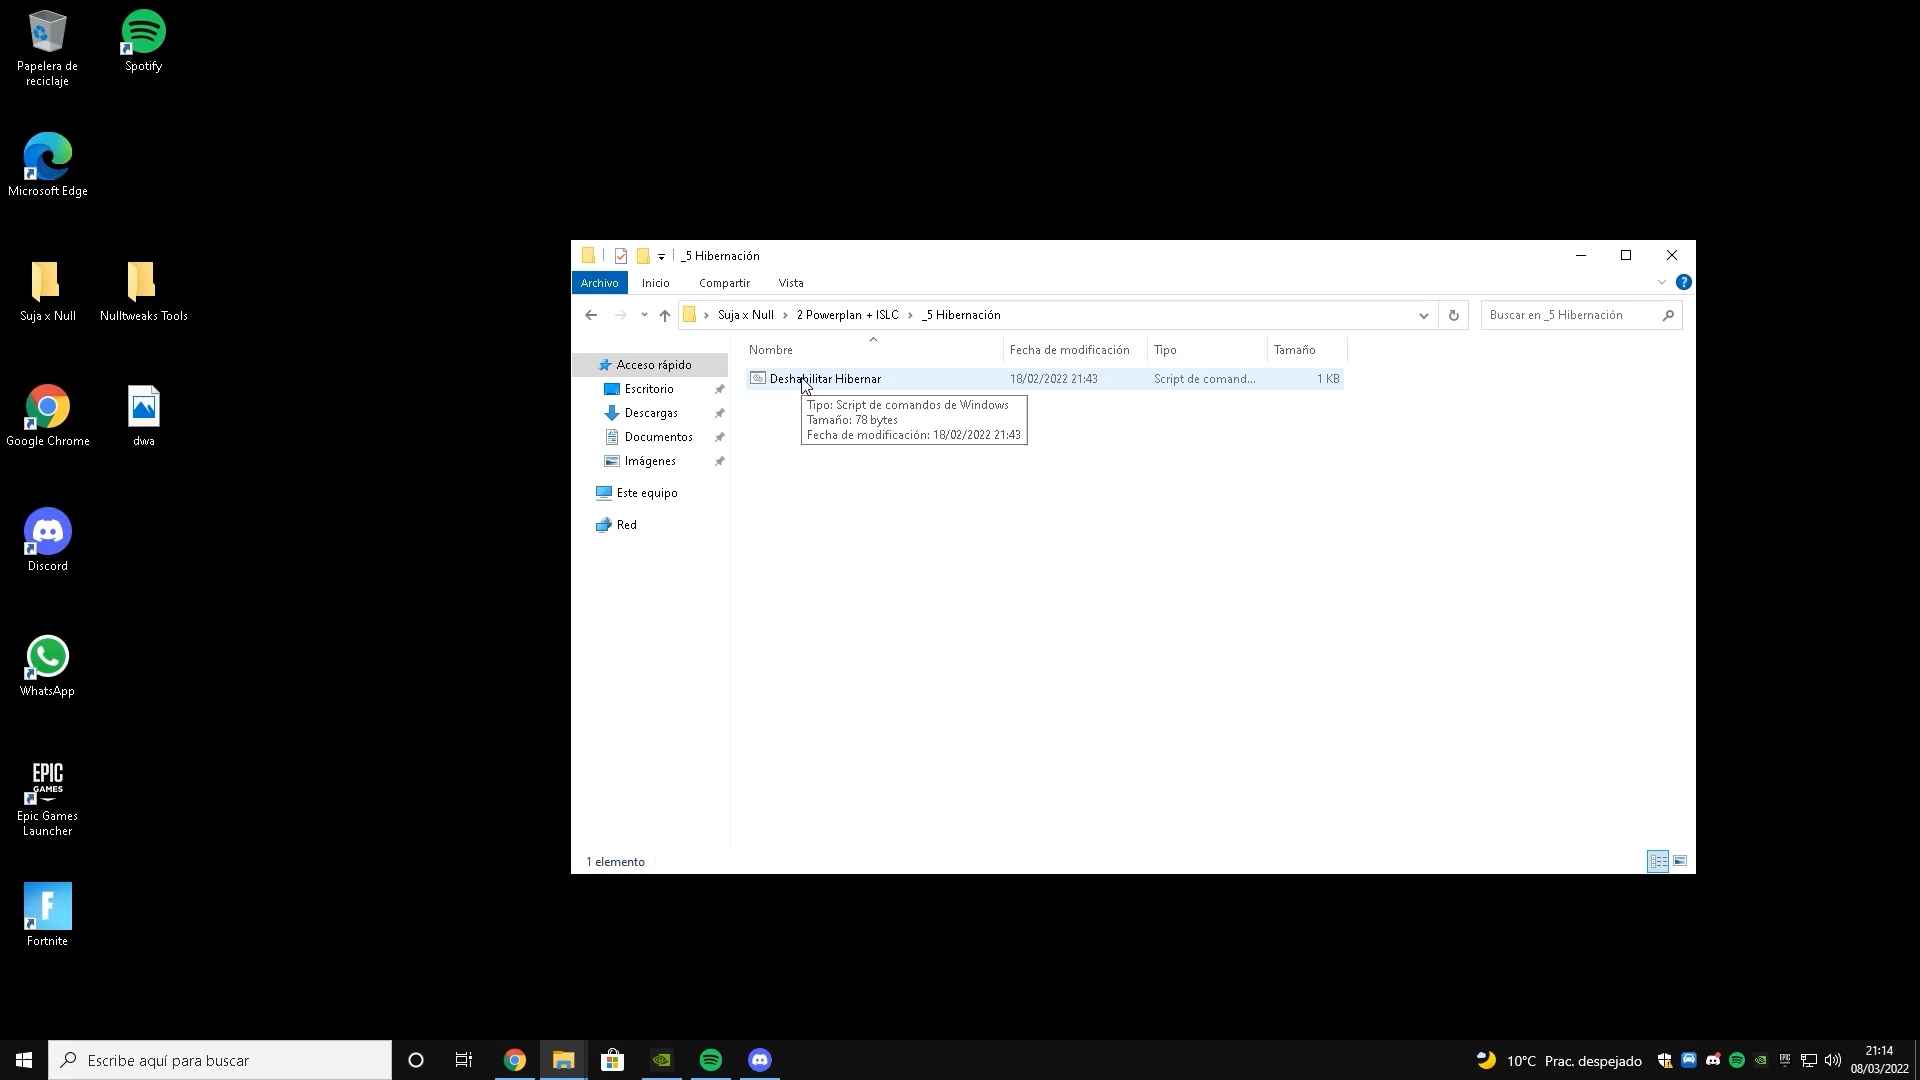 Papelera de
reciclaje
Spotify
Microsoft Edge
Suja x Null
Nulltweaks Tools
Google Chrome
dwa
Discord
WhatsApp
EPIC
GAMES
Epic Games
Launcher
F
Fortnite
_5 Hibernación
Archivo
Inicio
Compartir
Vista
?
Suja x Null > 2 Powerplan + ISLC > _5 Hibernación
Buscar en _5 Hibernación
Nombre
Fecha de modificación
Tipo
Tamaño
Acceso rápido
Escritorio
Descargas
Documentos
Imágenes
Este equipo
Red
Deshabilitar Hibernar
18/02/2022 21:43
Script de comand...
1 KB
Tipo: Script de comandos de Windows
Tamaño: 78 bytes
Fecha de modificación: 18/02/2022 21:43
1 elemento
Escribe aquí para buscar
10°C Prac. despejado
EPIC
21:14
08/03/2022